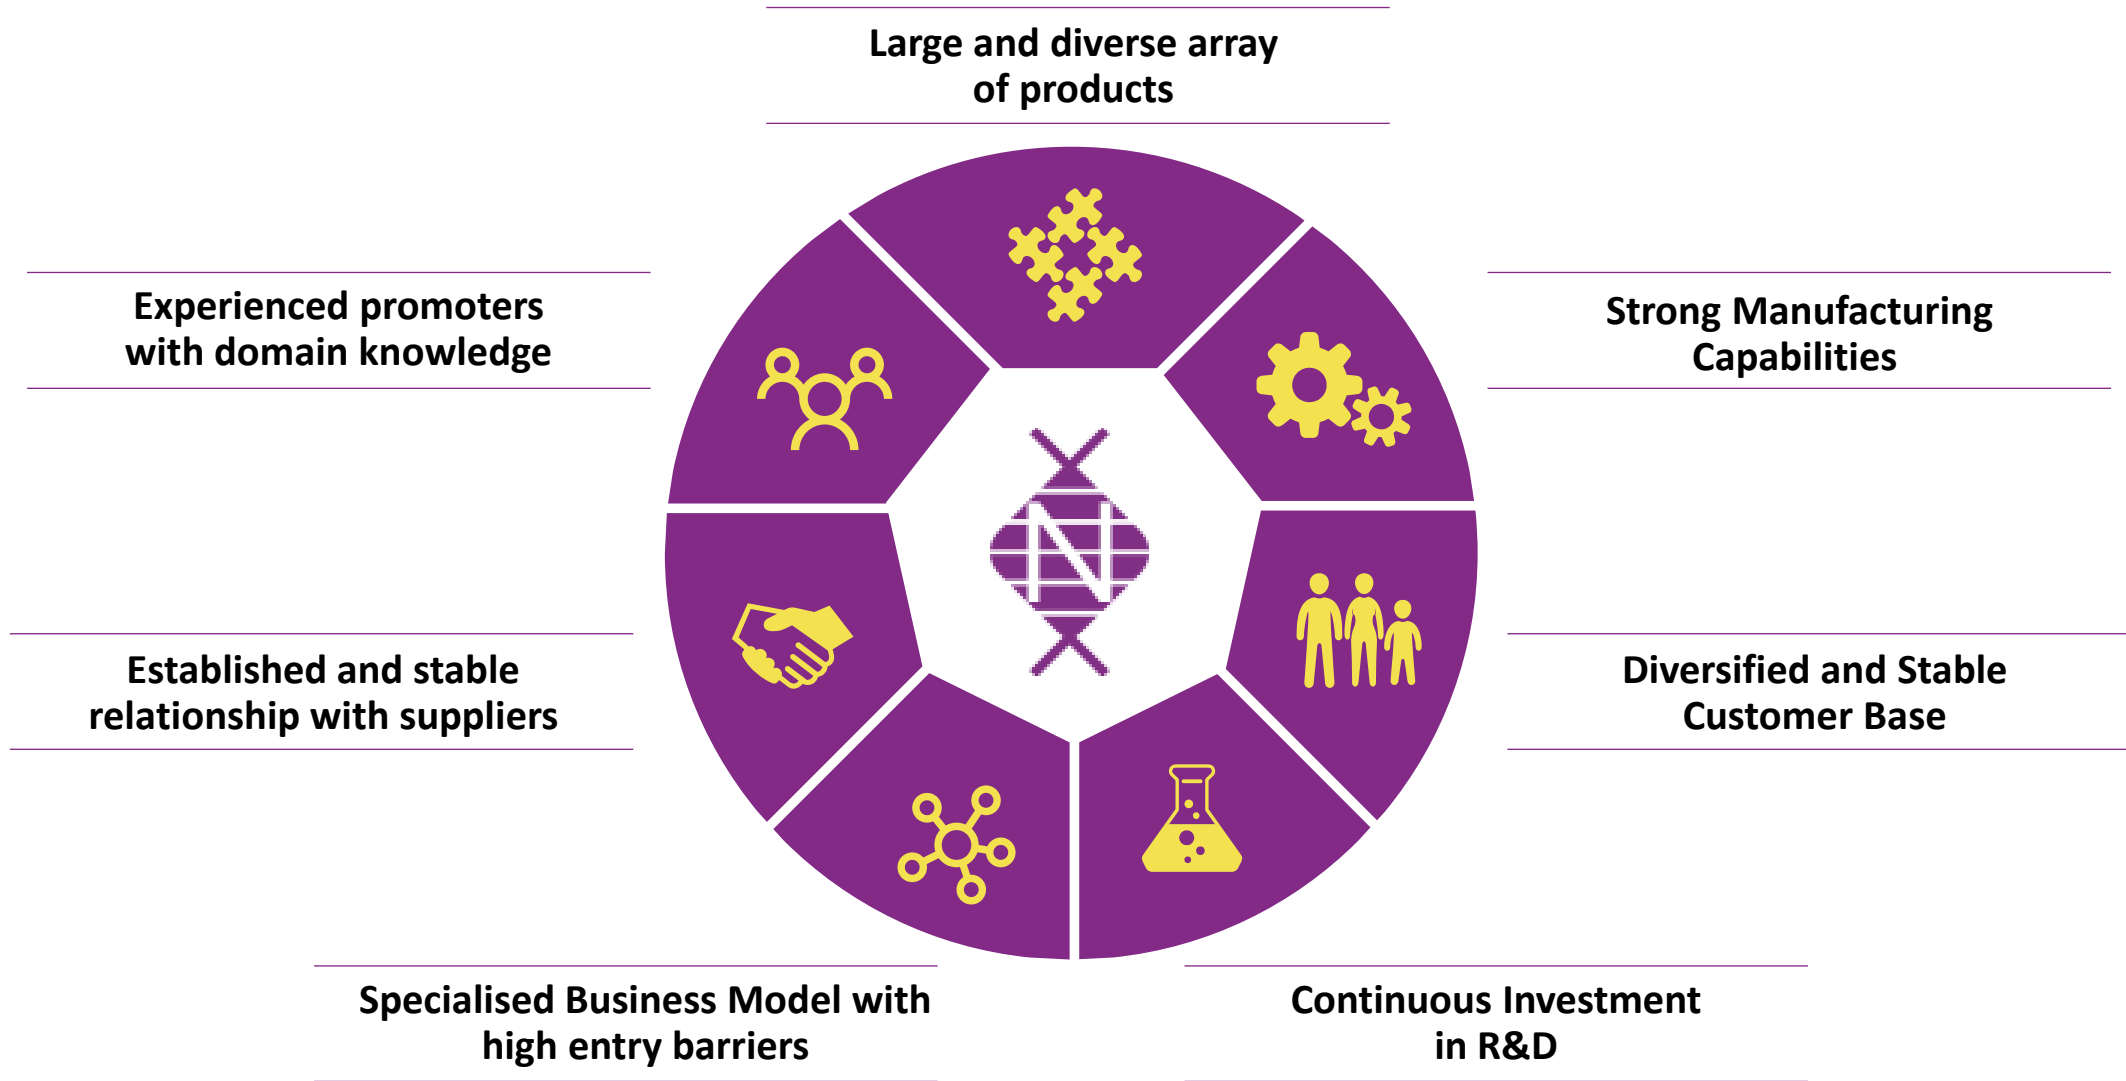 Large and diverse array
of products
Experienced promoters
with domain knowledge
Strong Manufacturing
Capabilities
Established and stable
relationship with suppliers
Diversified and Stable
Customer Base
Specialised Business Model with
high entry barriers
Continuous Investment
in R&D
N